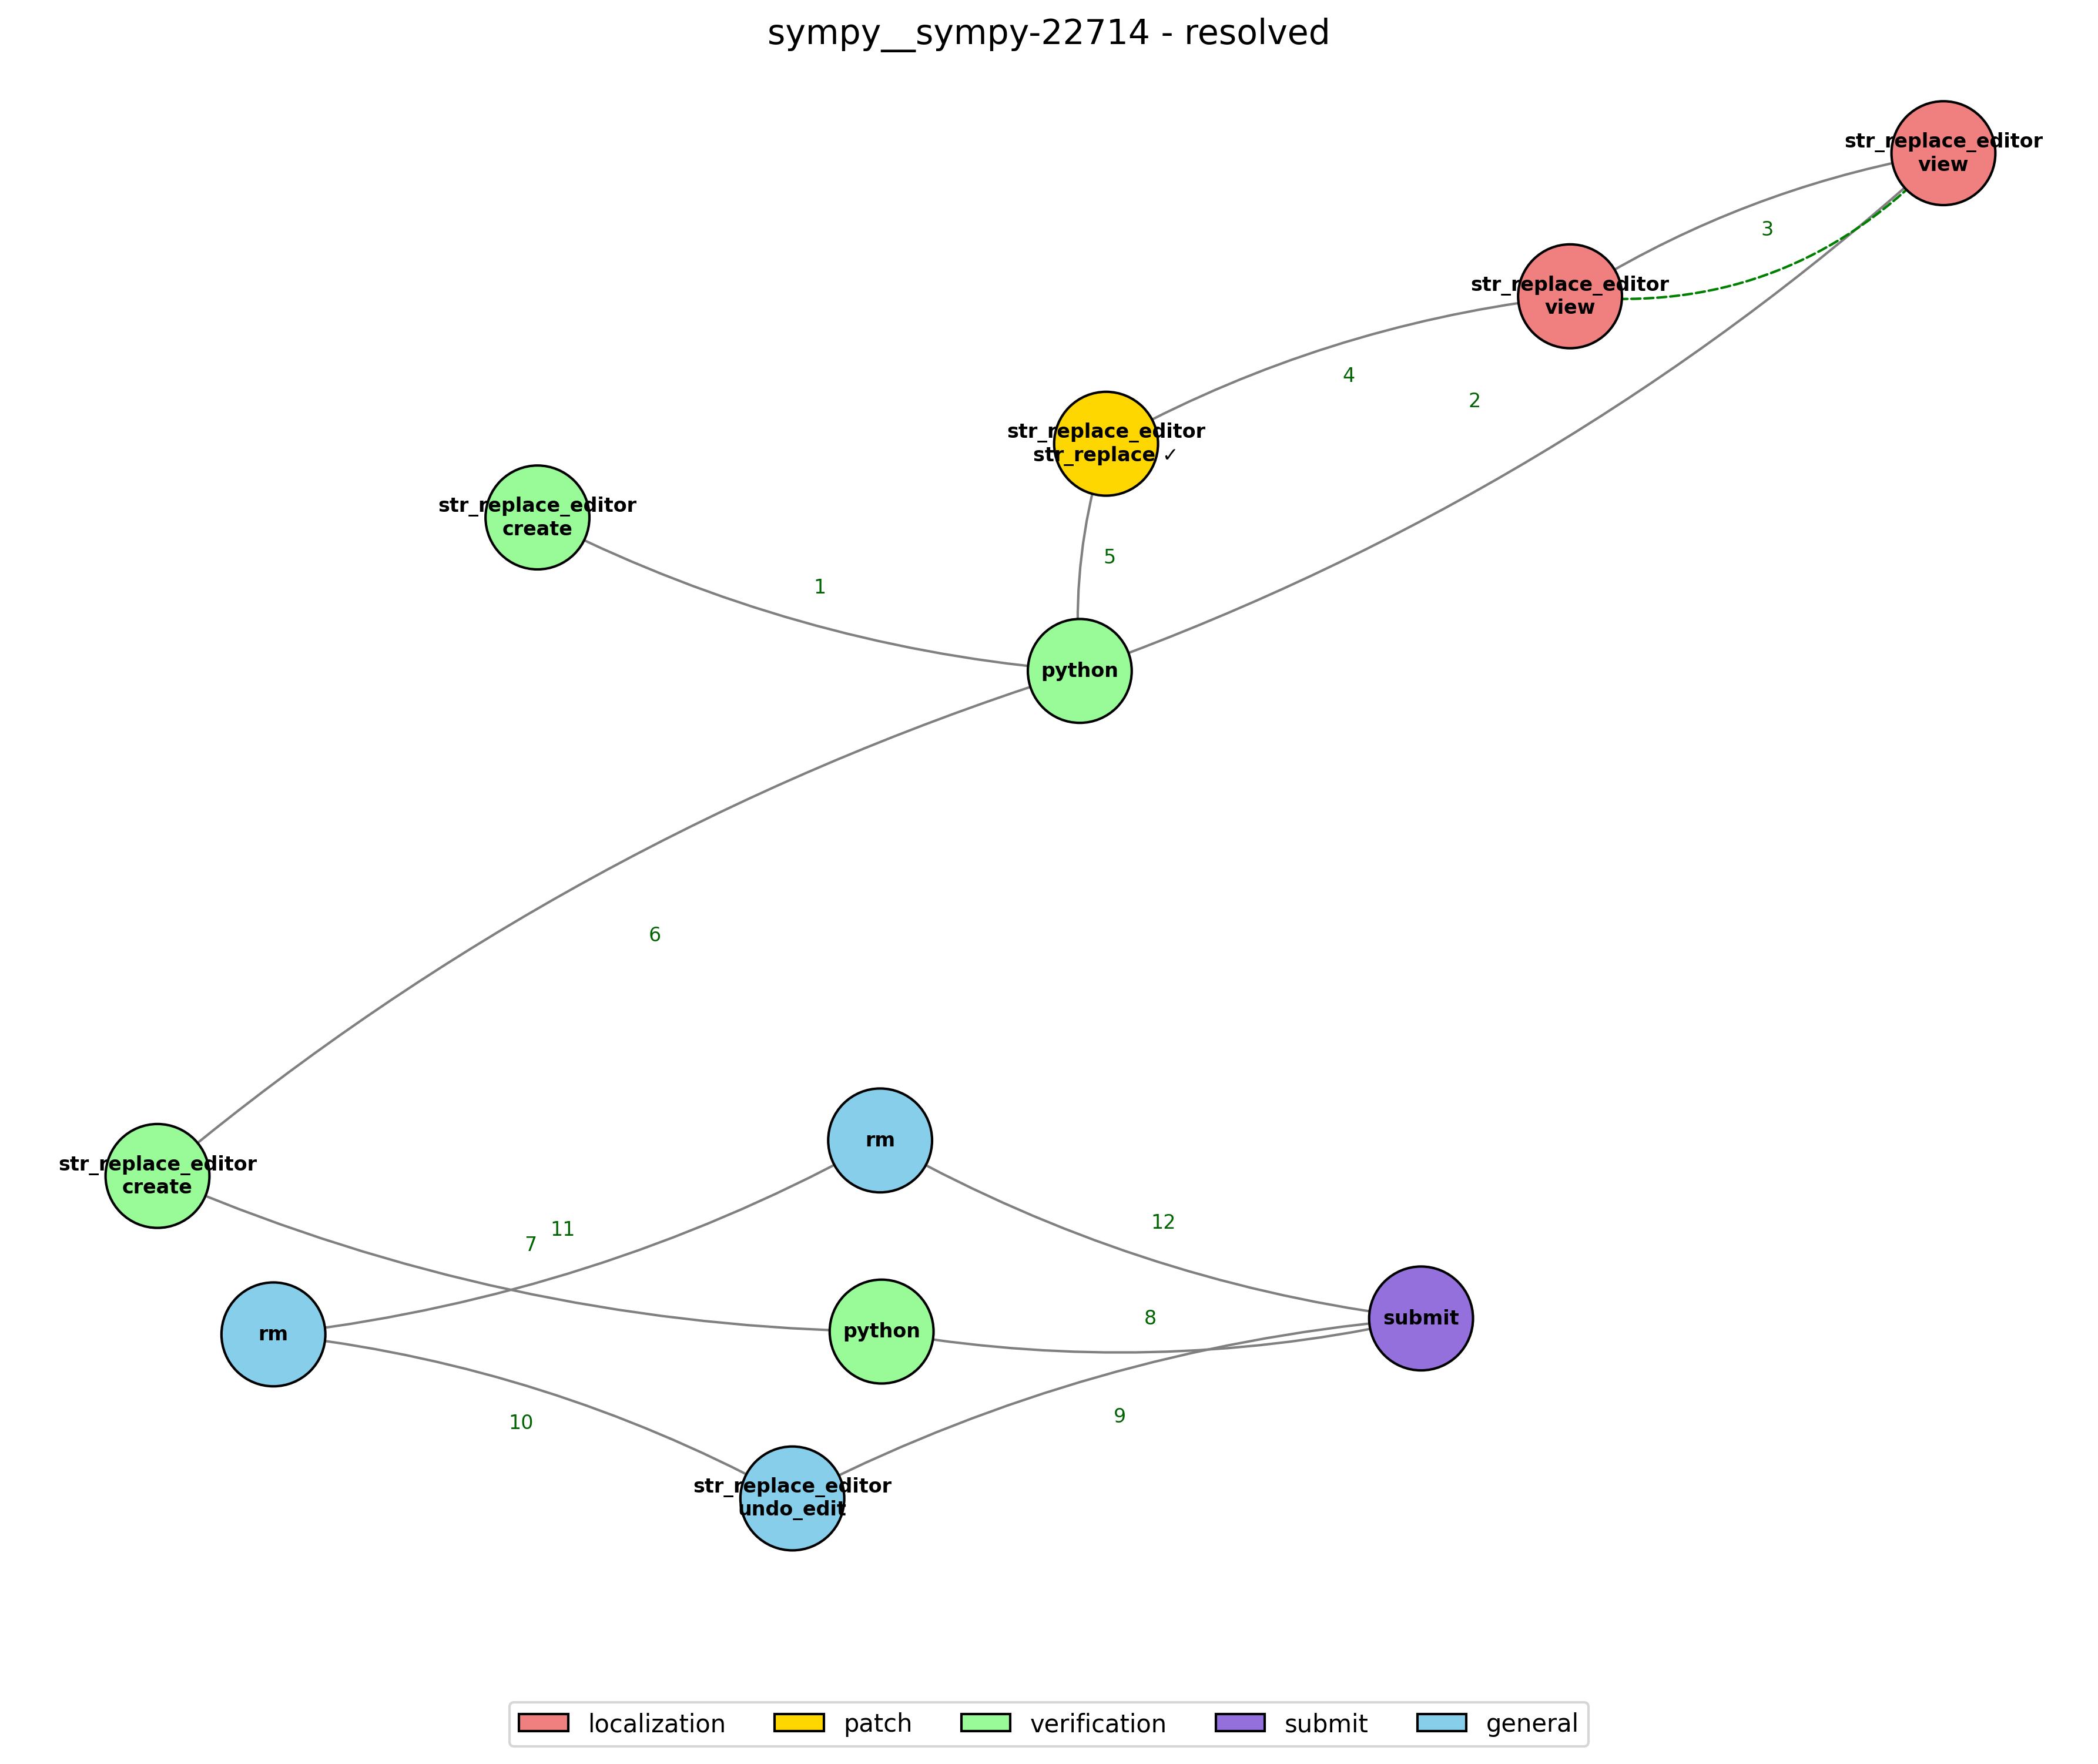 sympy__sympy-22714 - resolved
str_replace_editor
view
3
str_replace_editor
view
4
2
str_replace_editor
str_replace ✓
str_replace_editor
create
5
1
python
6
rm
str_replace_editor
create
12
11
7
8
submit
python
rm
9
10
str_replace_editor
undo_edit
localization
patch
verification
submit
general